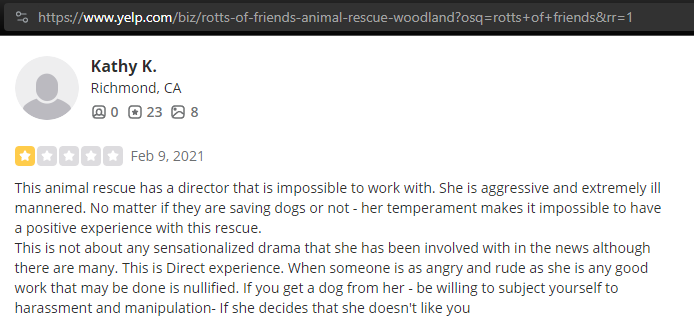 https://www.yelp.com/biz/rotts-of-friends-animal-rescue-woodland?osq=rotts+of+friends&rr=1
Kathy K.
Richmond, CA
0 23 8
Feb 9, 2021
This animal rescue has a director that is impossible to work with. She is aggressive and extremely ill
mannered. No matter if they are saving dogs or not - her temperament makes it impossible to have
a positive experience with this rescue.
This is not about any sensationalized drama that she has been involved with in the news although
there are many. This is Direct experience. When someone is as angry and rude as she is any good
work that may be done is nullified. If you get a dog from her - be willing to subject yourself to
harassment and manipulation- If she decides that she doesn't like you